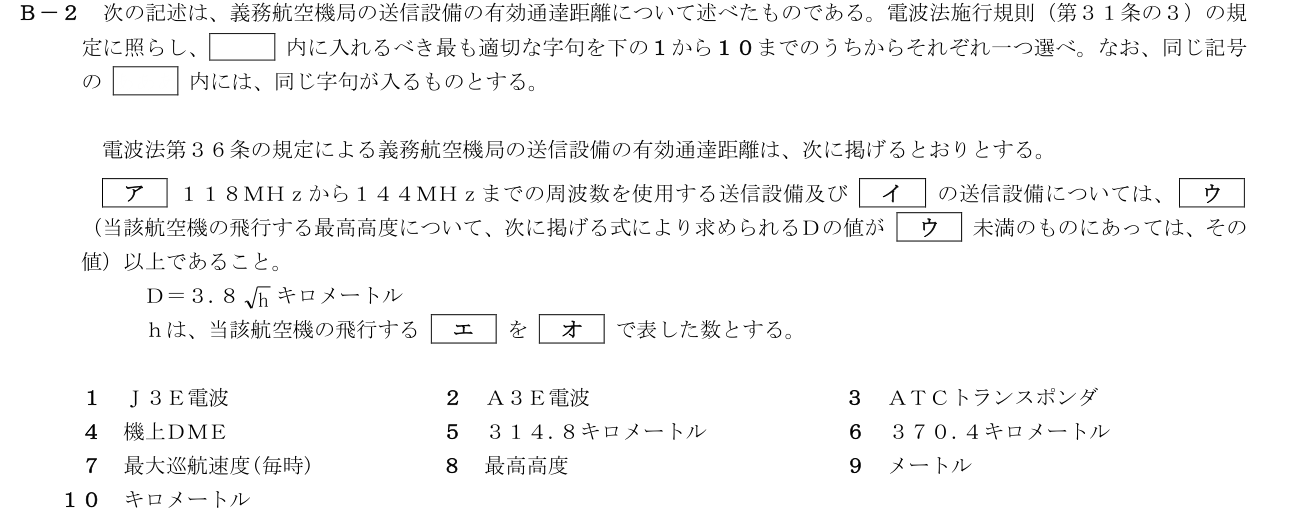 B－2　次の記述は、義務航空機局の送信設備の有効通達距離について述べたものである。電波法施行規則（第３１条の３）の規
定に照らし、　　　内に入れるべき最も適切な字句を下の1から10までのうちからそれぞれ一つ選べ。なお、同じ記号
の　　　内には、同じ字句が入るものとする。
電波法第３６条の規定による義務航空機局の送信設備の有効通達距離は、次に掲げるとおりとする。
ア　１１８ＭＨｚから１４４ＭＨｚまでの周波数を使用する送信設備及び　イ　の送信設備については、　ウ
（当該航空機の飛行する最高高度について、次に掲げる式により求められるＤの値が　ウ　未満のものにあっては、その
値）以上であること。
Ｄ＝３.８√h キロメートル
ｈは、当該航空機の飛行する　エ　を　オ　で表した数とする。
1　Ｊ３Ｅ電波　2　Ａ３Ｅ電波　3　ＡＴＣトランスポンダ
4　機上ＤＭＥ　5　３１４.８キロメートル　6　３７０.４キロメートル
7　最大巡航速度(毎時)　8　最高高度　9　メートル
10　キロメートル